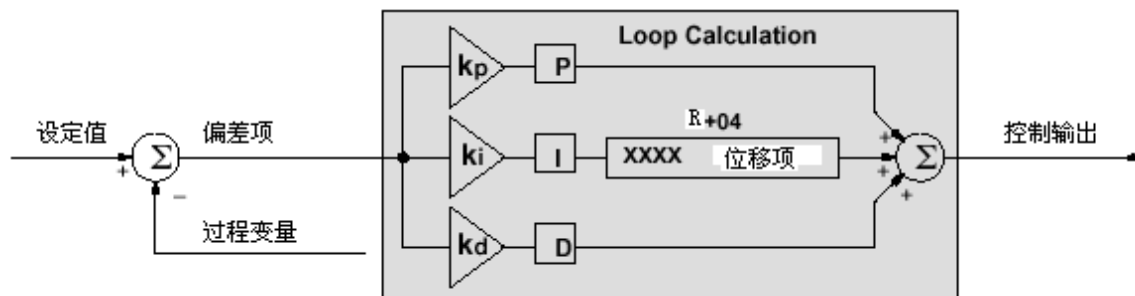 Loop Calculation
kp
P
R+04
设定值
Σ
偏差项
ki
I
XXXX 位移项
Σ
控制输出
+
−
+
+
+
过程变量
kd
D